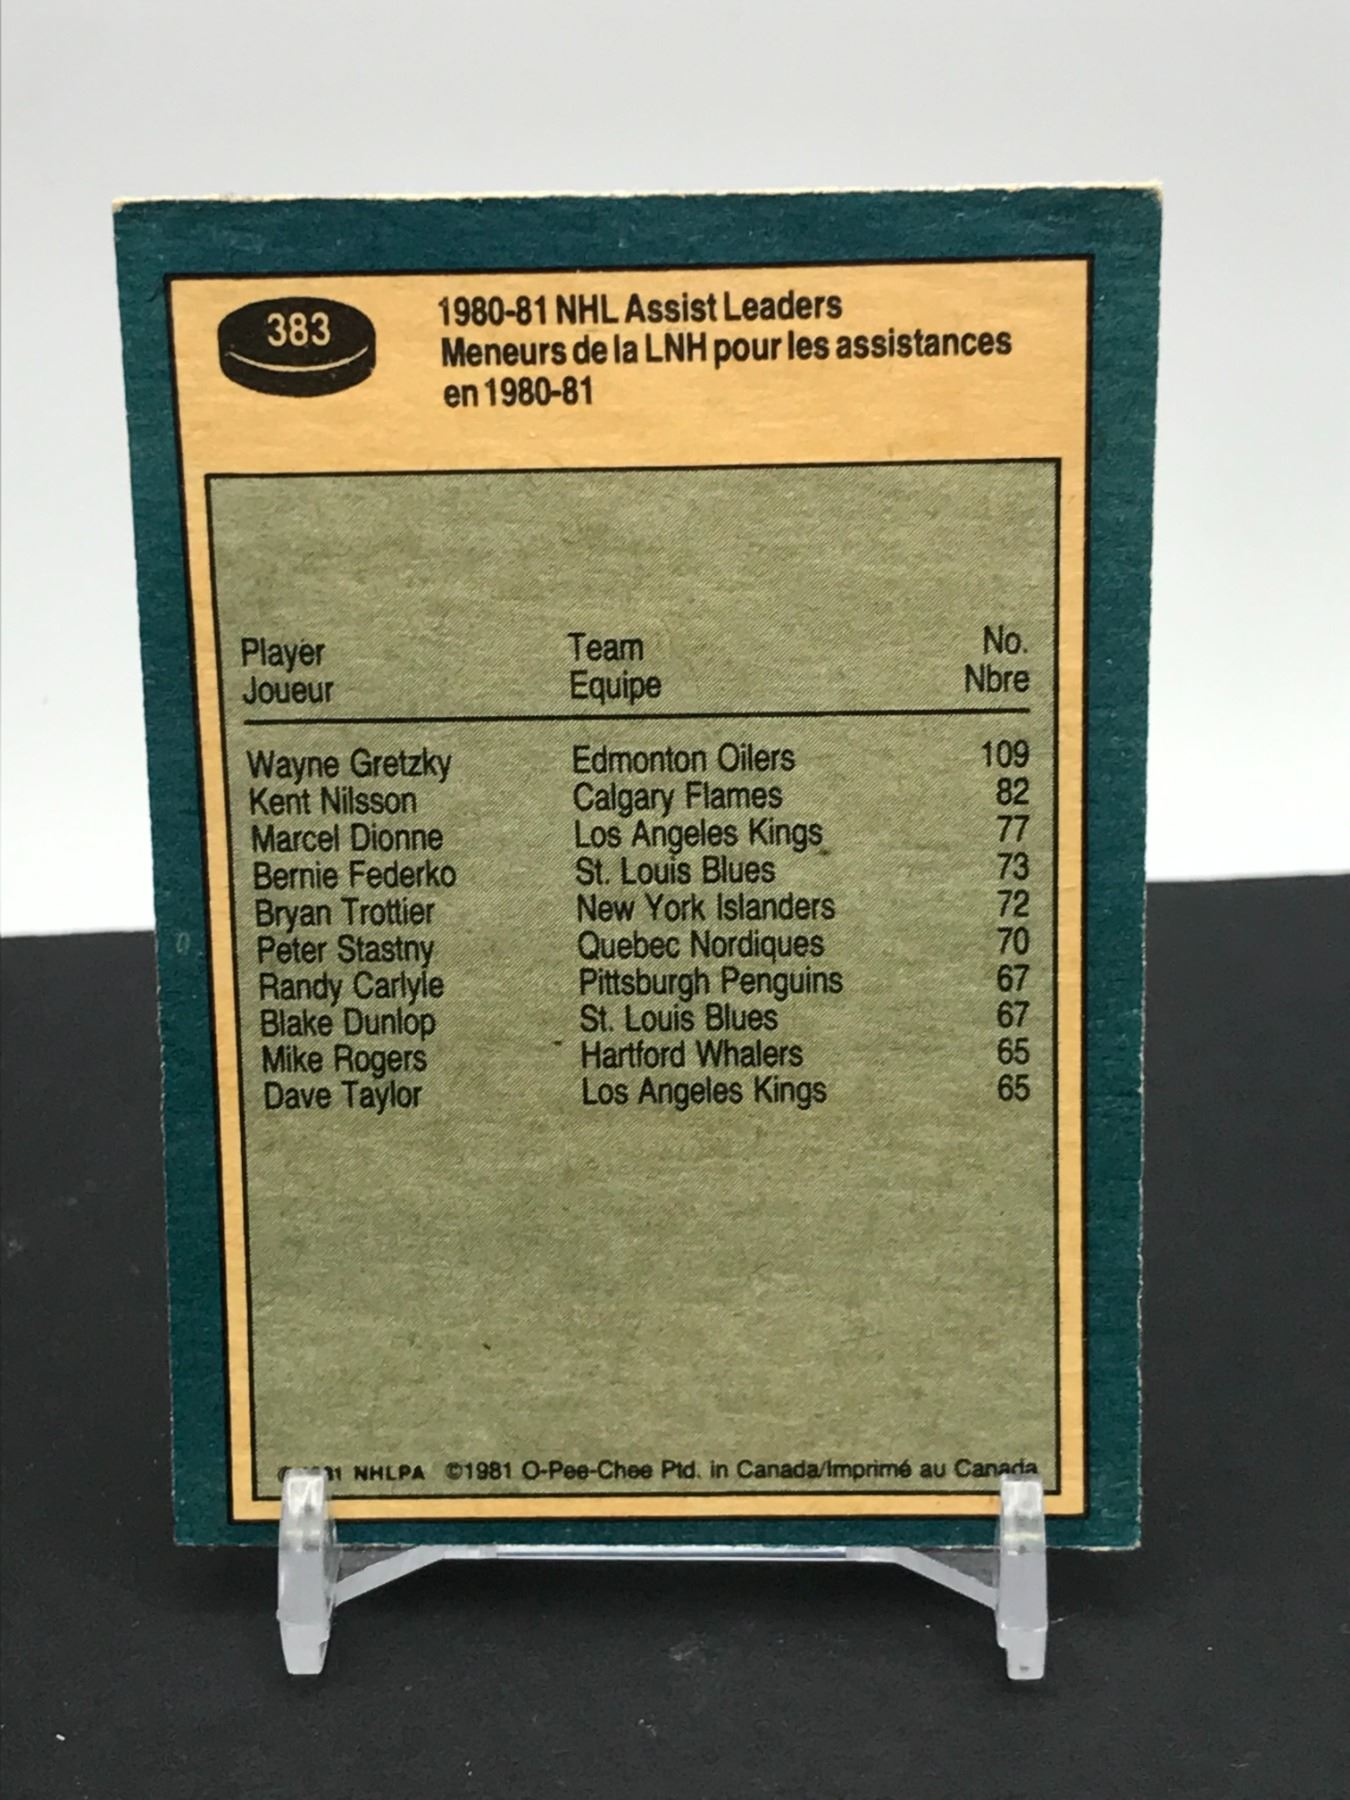 383
1980-81 NHL Assist Leaders
Meneurs de la LNH pour les assistances
en 1980-81
Player Team No.
Joueur Equipe Nbre
Wayne Gretzky Edmonton Oilers 109
Kent Nilsson Calgary Flames 82
Marcel Dionne Los Angeles Kings 77
Bernie Federko St. Louis Blues 73
Bryan Trottier New York Islanders 72
Peter Stastny Quebec Nordiques 70
Randy Carlyle Pittsburgh Penguins 67
Blake Dunlop St. Louis Blues 67
Mike Rogers Hartford Whalers 65
Dave Taylor Los Angeles Kings 65
NHLPA ©1981 O-Pee-Chee Ptd. in Canada/Imprimé au Canada